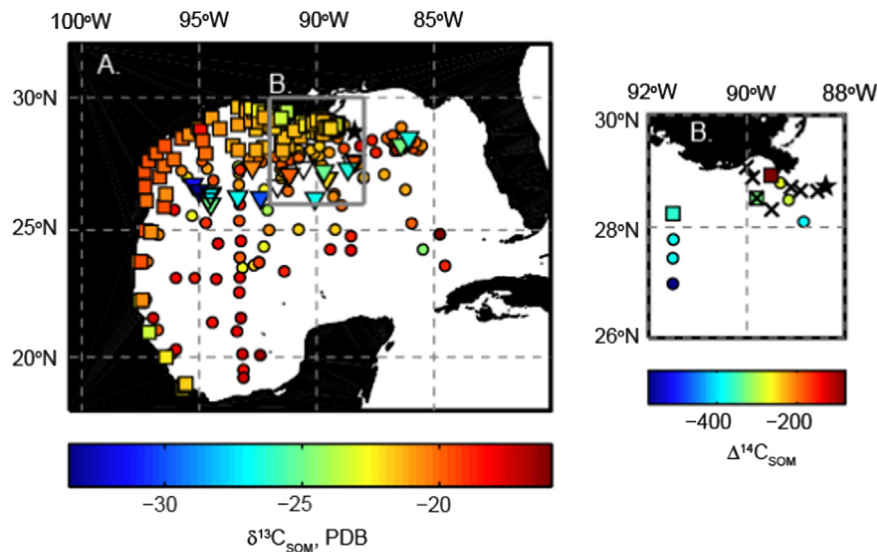 100°W 95°W 90°W 85°W
A.
B.
30°N
25°N
20°N
−30 −25 −20
δ¹³C_SOM, PDB
92°W 90°W 88°W
B.
30°N
28°N
26°N
−400 −200
Δ¹⁴C_SOM